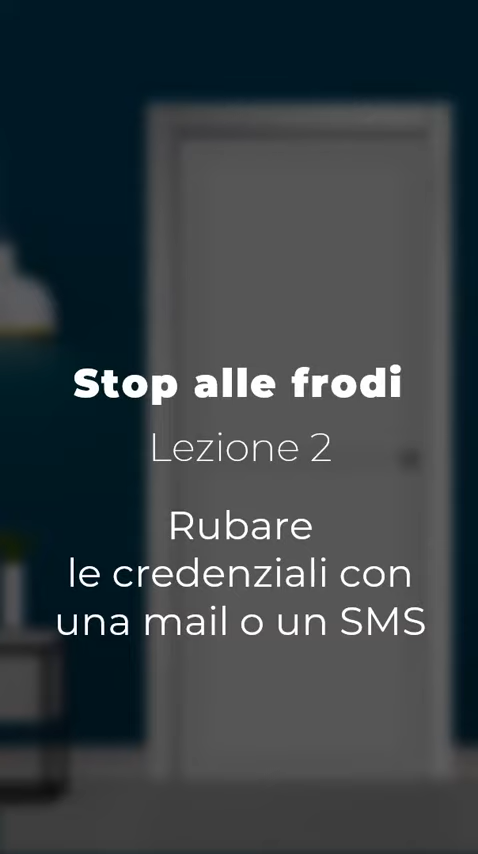 Stop alle frodi
Lezione 2
Rubare
le credenziali con
una mail o un SMS